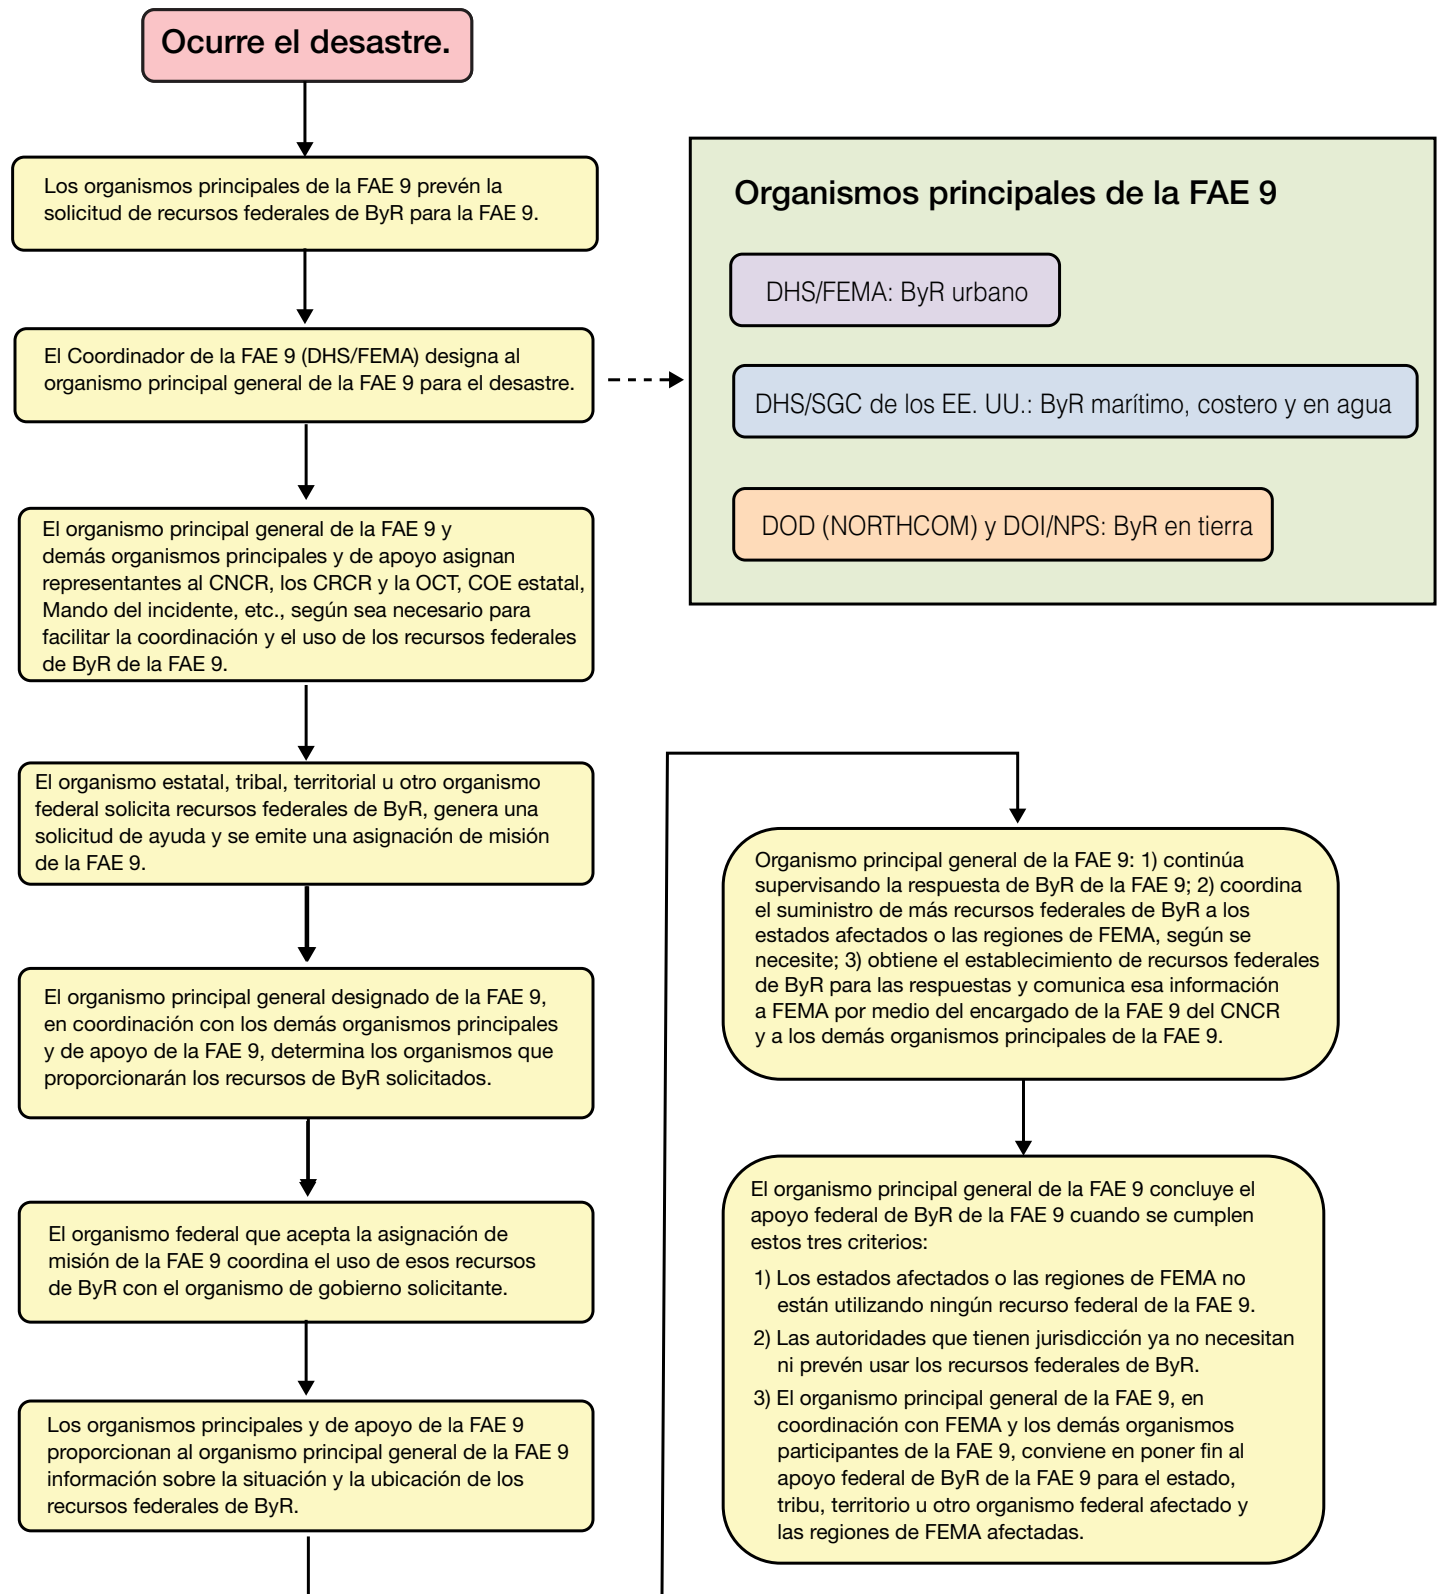 Ocurre el desastre.
Los organismos principales de la FAE 9 prevén la
solicitud de recursos federales de ByR para la FAE 9.
El Coordinador de la FAE 9 (DHS/FEMA) designa al
organismo principal general de la FAE 9 para el desastre.
Organismos principales de la FAE 9
DHS/FEMA: ByR urbano
DHS/SGC de los EE. UU.: ByR marítimo, costero y en agua
DOD (NORTHCOM) y DOI/NPS: ByR en tierra
El organismo principal general de la FAE 9 y
demás organismos principales y de apoyo asignan
representantes al CNCR, los CRCR y la OCT, COE estatal,
Mando del incidente, etc., según sea necesario para
facilitar la coordinación y el uso de los recursos federales
de ByR de la FAE 9.
El organismo estatal, tribal, territorial u otro organismo
federal solicita recursos federales de ByR, genera una
solicitud de ayuda y se emite una asignación de misión
de la FAE 9.
El organismo principal general designado de la FAE 9,
en coordinación con los demás organismos principales
y de apoyo de la FAE 9, determina los organismos que
proporcionarán los recursos de ByR solicitados.
El organismo federal que acepta la asignación de
misión de la FAE 9 coordina el uso de esos recursos
de ByR con el organismo de gobierno solicitante.
Los organismos principales y de apoyo de la FAE 9
proporcionan al organismo principal general de la FAE 9
información sobre la situación y la ubicación de los
recursos federales de ByR.
Organismo principal general de la FAE 9: 1) continúa
supervisando la respuesta de ByR de la FAE 9; 2) coordina
el suministro de más recursos federales de ByR a los
estados afectados o las regiones de FEMA, según se
necesite; 3) obtiene el establecimiento de recursos federales
de ByR para las respuestas y comunica esa información
a FEMA por medio del encargado de la FAE 9 del CNCR
y a los demás organismos principales de la FAE 9.
El organismo principal general de la FAE 9 concluye el
apoyo federal de ByR de la FAE 9 cuando se cumplen
estos tres criterios:
1) Los estados afectados o las regiones de FEMA no
están utilizando ningún recurso federal de la FAE 9.
2) Las autoridades que tienen jurisdicción ya no necesitan
ni prevén usar los recursos federales de ByR.
3) El organismo principal general de la FAE 9, en
coordinación con FEMA y los demás organismos
participantes de la FAE 9, conviene en poner fin al
apoyo federal de ByR de la FAE 9 para el estado,
tribu, territorio u otro organismo federal afectado y
las regiones de FEMA afectadas.